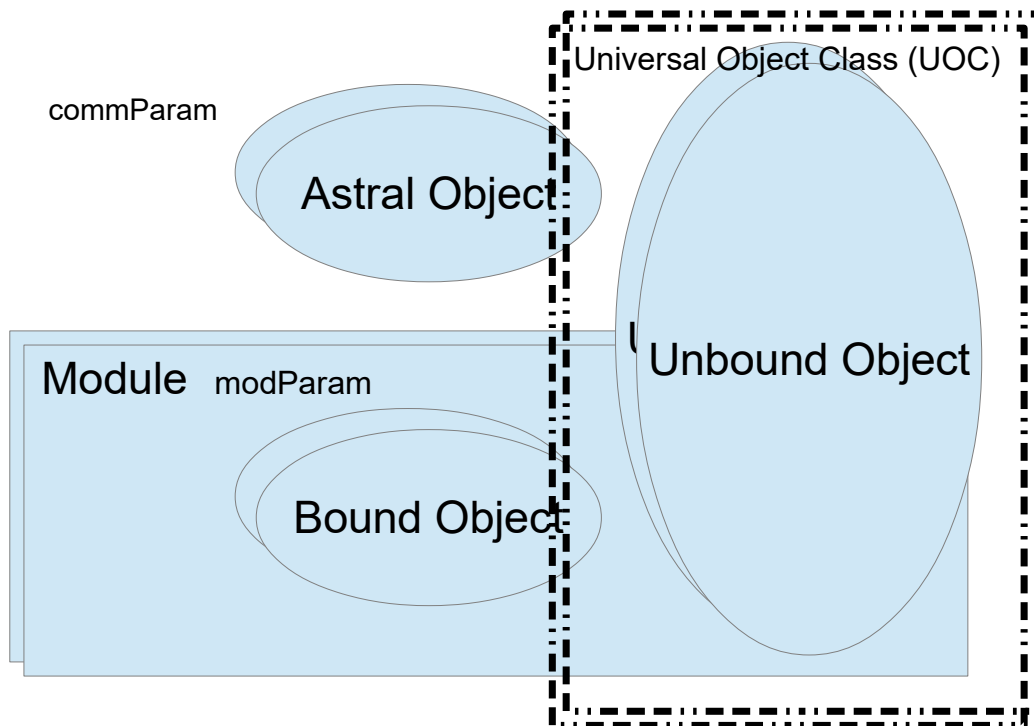 Universal Object Class (UOC)
commParam
Astral Object
Unbound Object
Module modParam
Bound Object